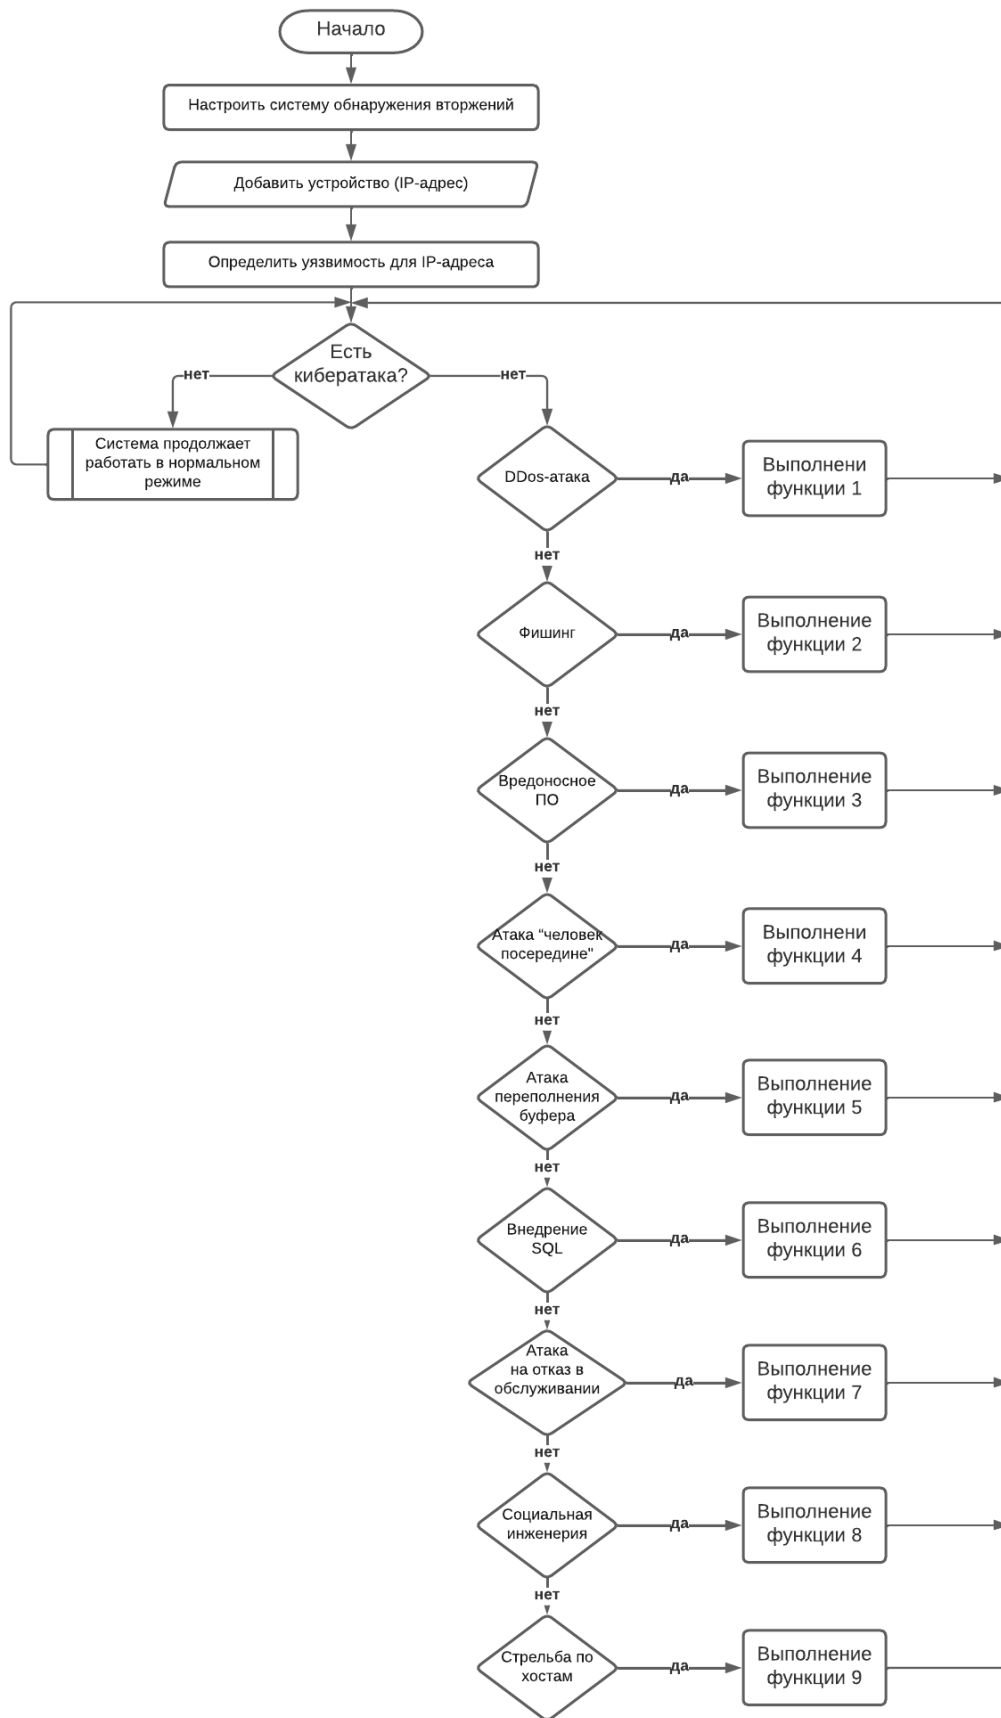 Начало
Настроить систему обнаружения вторжений
Добавить устройство (IP-адрес)
Определить уязвимость для IP-адреса
Есть
кибератака?
нет
нет
Система продолжает
работать в нормальном
режиме
DDos-атака
да
Выполнени
функции 1
нет
Фишинг
да
Выполнение
функции 2
нет
Вредоносное
ПО
да
Выполнение
функции 3
нет
Атака “человек
посередине"
да
Выполнени
функции 4
нет
Атака
переполнения
буфера
да
Выполнение
функции 5
нет
Внедрение
SQL
да
Выполнение
функции 6
нет
Атака
на отказ в
обслуживании
да
Выполнение
функции 7
нет
Социальная
инженерия
да
Выполнение
функции 8
нет
Стрельба по
хостам
да
Выполнение
функции 9